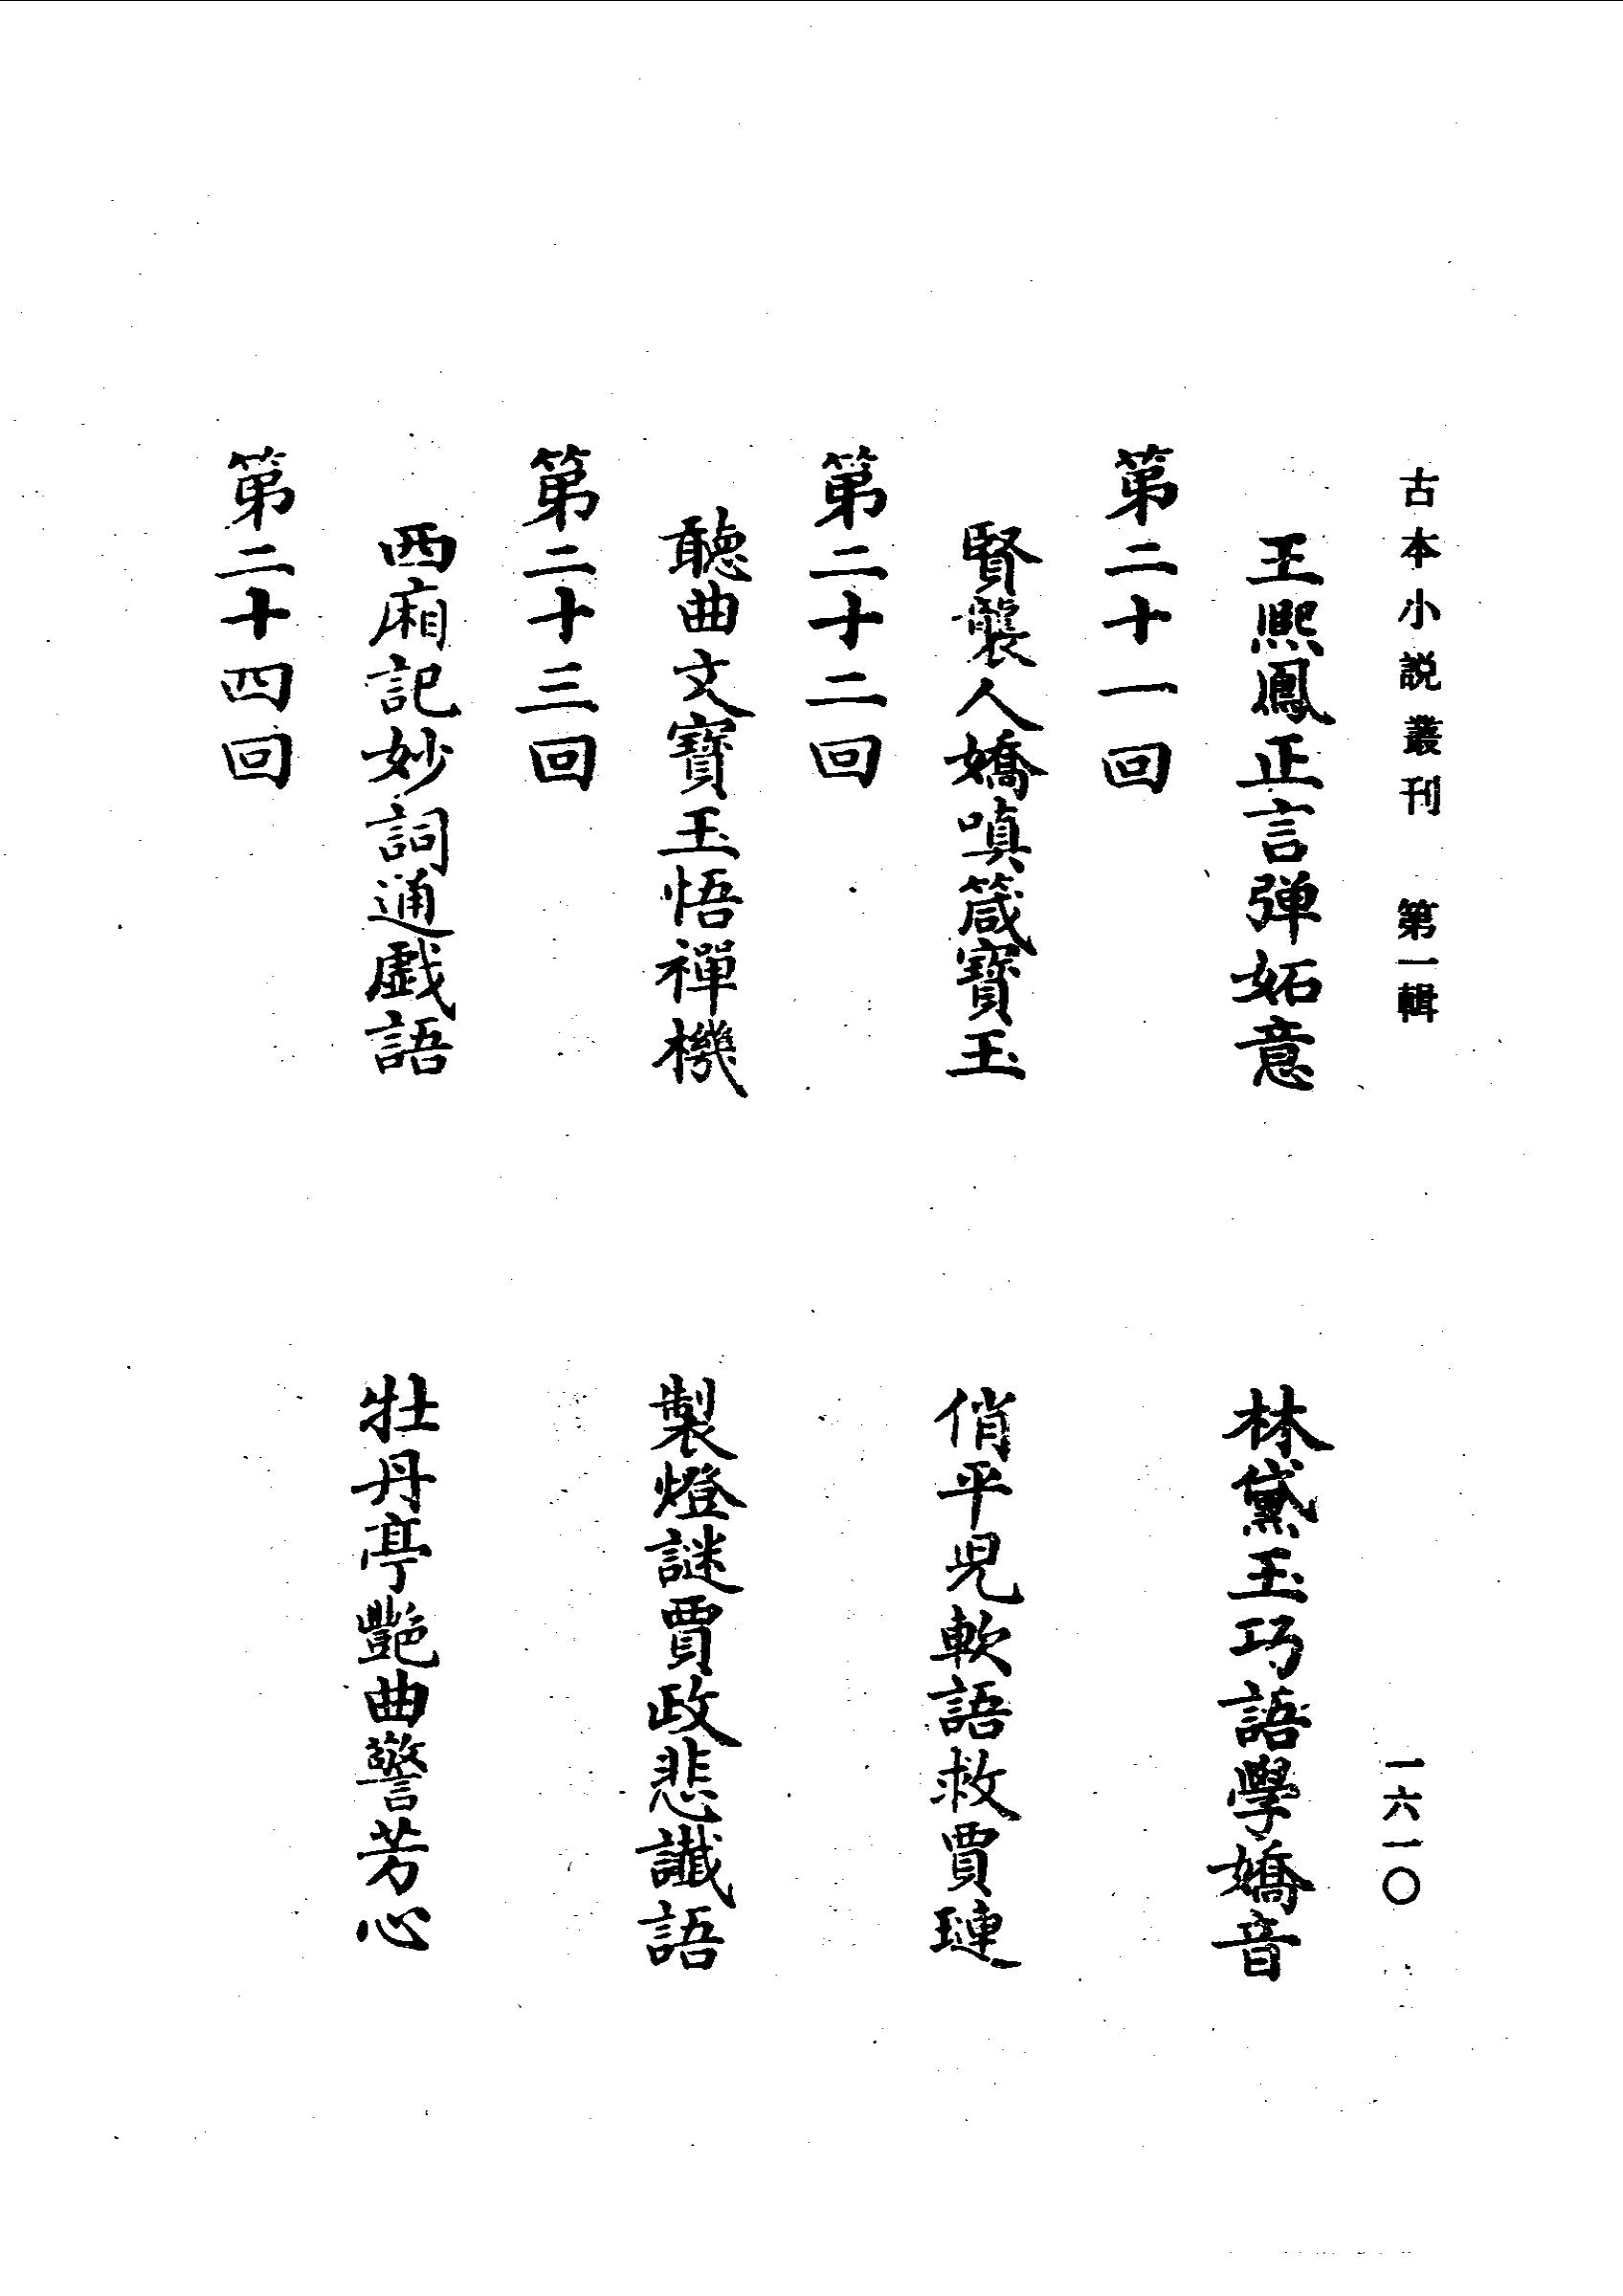 古本小説叢刊　第一輯
一六一〇
王熙鳳正言弹妬意　林黛玉巧語學嬌音
第二十一回
賢襲人嬌嗔箴寶玉　俏平児軟語救賈璉
第二十二回
聽曲文寶玉悟禪機　製燈謎賈政悲讖語
第二十三回
西廂記妙詞通戯語　牡丹亭艷曲警芳心
第二十四回